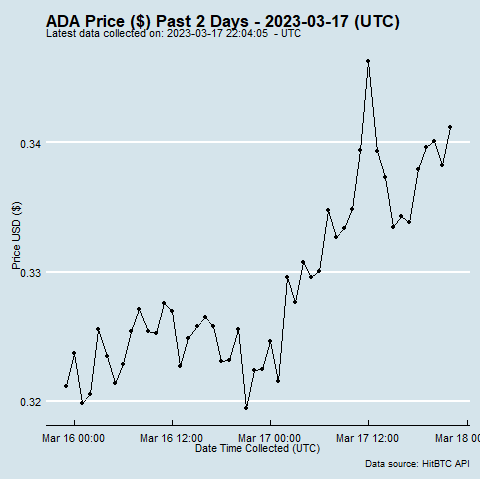 ADA Price ($) Past 2 Days - 2023-03-17 (UTC)
Latest data collected on: 2023-03-17 22:04:05 - UTC
Price USD ($)
0.34
0.33
0.32
Mar 16 00:00
Mar 16 12:00
Mar 17 00:00
Mar 17 12:00
Mar 18 0
Date Time Collected (UTC)
Data source: HitBTC API